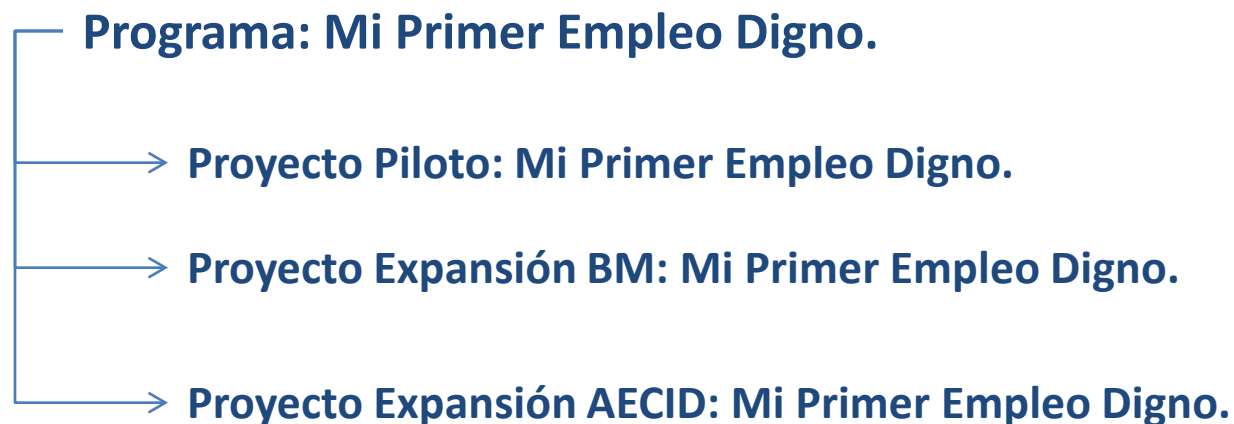 Programa: Mi Primer Empleo Digno.
Proyecto Piloto: Mi Primer Empleo Digno.
Proyecto Expansión BM: Mi Primer Empleo Digno.
Proyecto Expansión AECID: Mi Primer Empleo Digno.